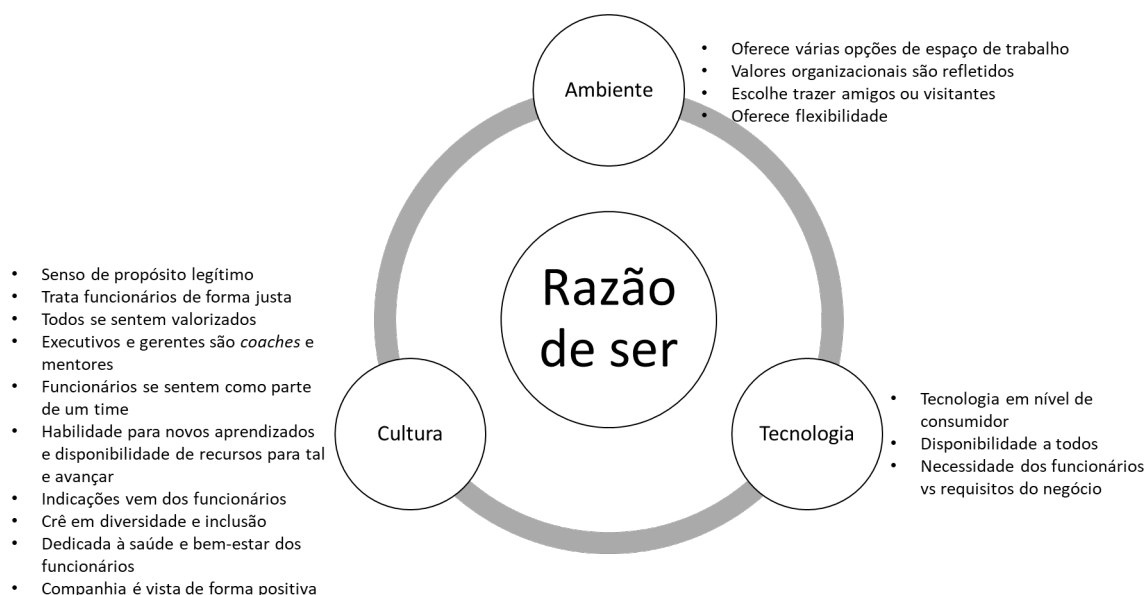 Ambiente
• Oferece várias opções de espaço de trabalho
• Valores organizacionais são refletidos
• Escolhe trazer amigos ou visitantes
• Oferece flexibilidade
Razão
de ser
• Senso de propósito legítimo
• Trata funcionários de forma justa
• Todos se sentem valorizados
• Executivos e gerentes são coaches e
mentores
• Funcionários se sentem como parte
de um time
• Habilidade para novos aprendizados
e disponibilidade de recursos para tal
e avançar
• Indicações vem dos funcionários
• Crê em diversidade e inclusão
• Dedicada à saúde e bem-estar dos
funcionários
• Companhia é vista de forma positiva
Cultura
Tecnologia
• Tecnologia em nível de
consumidor
• Disponibilidade a todos
• Necessidade dos funcionários
vs requisitos do negócio